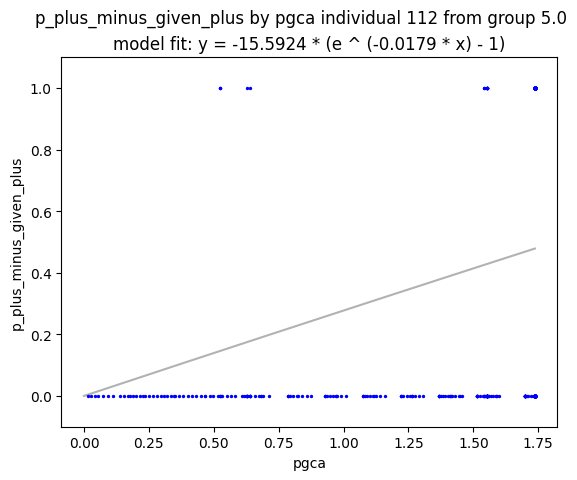 p_plus_minus_given_plus by pgca individual 112 from group 5.0
model fit: y = -15.5924 * (e ^ (-0.0179 * x) - 1)
p_plus_minus_given_plus
1.0
0.8
0.6
0.4
0.2
0.0
0.00 0.25 0.50 0.75 1.00 1.25 1.50 1.75
pgca